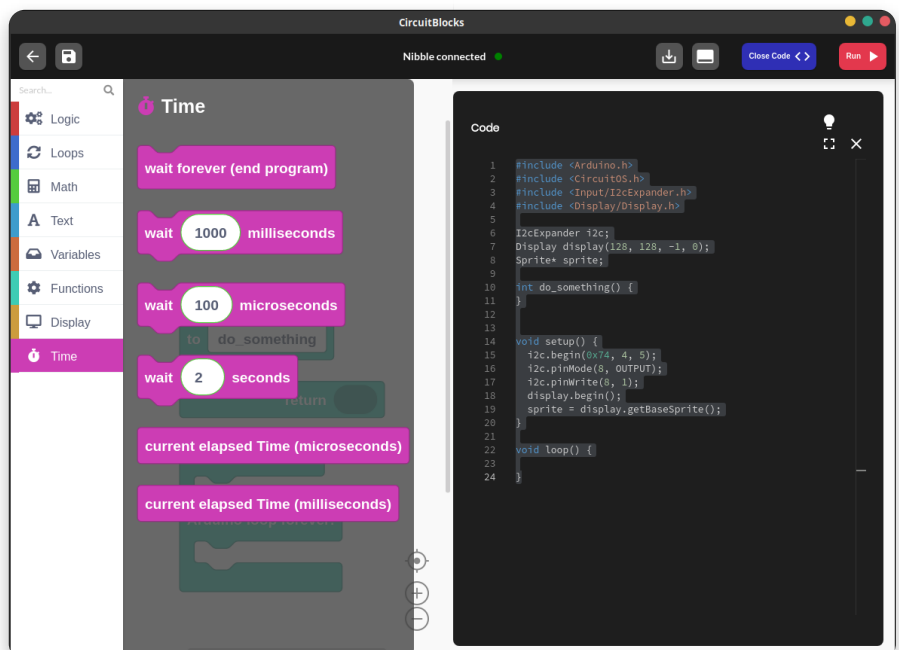 CircuitBlocks
Nibble connected
Close Code
Run
Search...
Logic
Loops
Math
Text
Variables
Functions
Display
Time
Time
wait forever (end program)
wait 1000 milliseconds
wait 100 microseconds
to do_something
wait 2 seconds
return
current elapsed Time (microseconds)
current elapsed Time (milliseconds)
Arduino loop forever:
Code
1 #include <Arduino.h>
2 #include <CircuitOS.h>
3 #include <Input/I2cExpander.h>
4 #include <Display/Display.h>
5
6 I2cExpander i2c;
7 Display display(128, 128, -1, 0);
8 Sprite* sprite;
9
10 int do_something() {
11 }
12
13
14 void setup() {
15 i2c.begin(0x74, 4, 5);
16 i2c.pinMode(8, OUTPUT);
17 i2c.pinWrite(8, 1);
18 display.begin();
19 sprite = display.getBaseSprite();
20 }
21
22 void loop() {
23
24 }